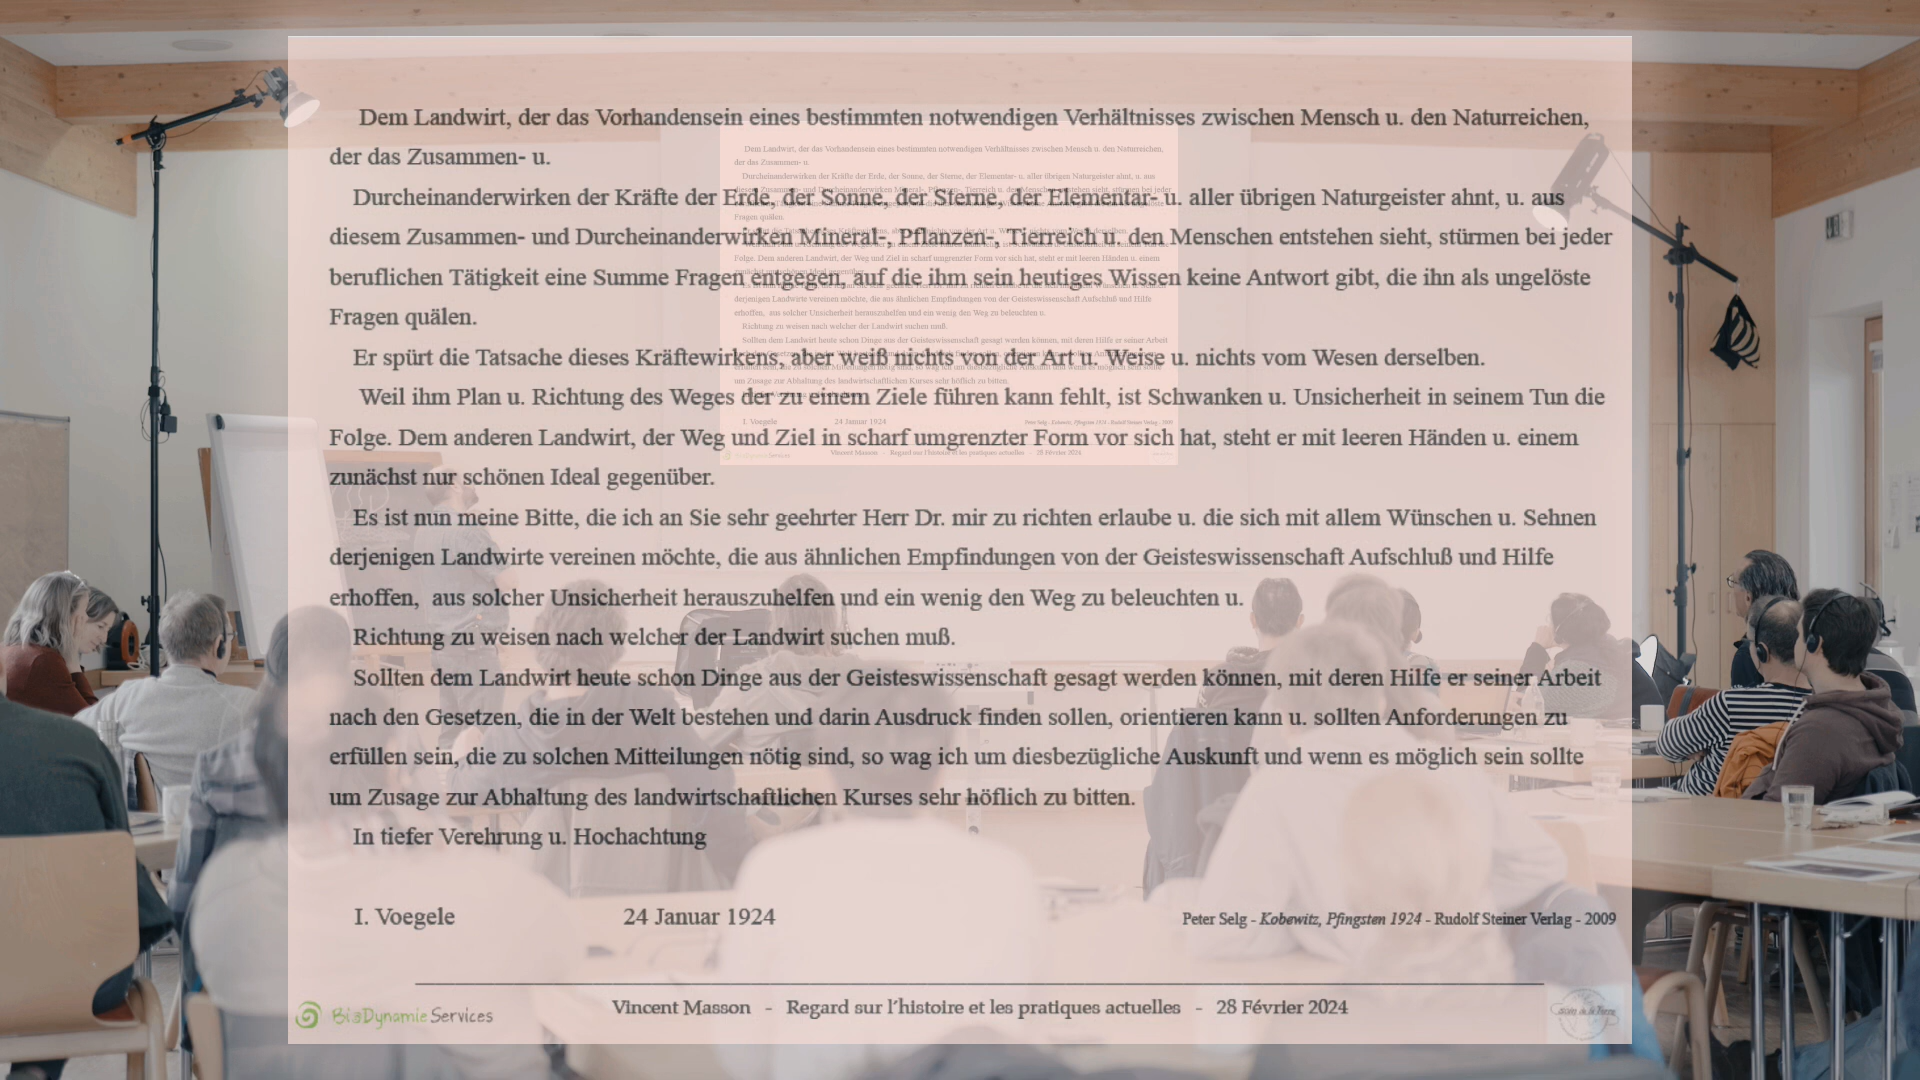 Dem Landwirt, der das Vorhandensein eines bestimmten notwendigen Verhältnisses zwischen Mensch u. den Naturreichen,
der das Zusammen- u.
Durcheinanderwirken der Kräfte der Erde, der Sonne, der Sterne, der Elementar- u. aller übrigen Naturgeister ahnt, u. aus
diesem Zusammen- und Durcheinanderwirken Mineral-, Pflanzen-, Tierreich u. den Menschen entstehen sieht, stürmen bei jeder
beruflichen Tätigkeit eine Summe Fragen entgegen, auf die ihm sein heutiges Wissen keine Antwort gibt, die ihn als ungelöste
Fragen quälen.
Er spürt die Tatsache dieses Kräftewirkens, aber weiß nichts von der Art u. Weise u. nichts vom Wesen derselben.
Weil ihm Plan u. Richtung des Weges der zu einem Ziele führen kann fehlt, ist Schwanken u. Unsicherheit in seinem Tun die
Folge. Dem anderen Landwirt, der Weg und Ziel in scharf umgrenzter Form vor sich hat, steht er mit leeren Händen u. einem
zunächst nur schönen Ideal gegenüber.
Es ist nun meine Bitte, die ich an Sie sehr geehrter Herr Dr. mir zu richten erlaube u. die sich mit allem Wünschen u. Sehnen
derjenigen Landwirte vereinen möchte, die aus ähnlichen Empfindungen von der Geisteswissenschaft Aufschluß und Hilfe
erhoffen, aus solcher Unsicherheit herauszuhelfen und ein wenig den Weg zu beleuchten u.
Richtung zu weisen nach welcher der Landwirt suchen muß.
Sollten dem Landwirt heute schon Dinge aus der Geisteswissenschaft gesagt werden können, mit deren Hilfe er seiner Arbeit
nach den Gesetzen, die in der Welt bestehen und darin Ausdruck finden sollen, orientieren kann u. sollten Anforderungen zu
erfüllen sein, die zu solchen Mitteilungen nötig sind, so wag ich um diesbezügliche Auskunft und wenn es möglich sein sollte
um Zusage zur Abhaltung des landwirtschaftlichen Kurses sehr höflich zu bitten.
In tiefer Verehrung u. Hochachtung
I. Voegele 24 Januar 1924 Peter Selg - Kobewitz, Pfingsten 1924 - Rudolf Steiner Verlag - 2009
BioDynamie Services Vincent Masson - Regard sur l'histoire et les pratiques actuelles - 28 Février 2024